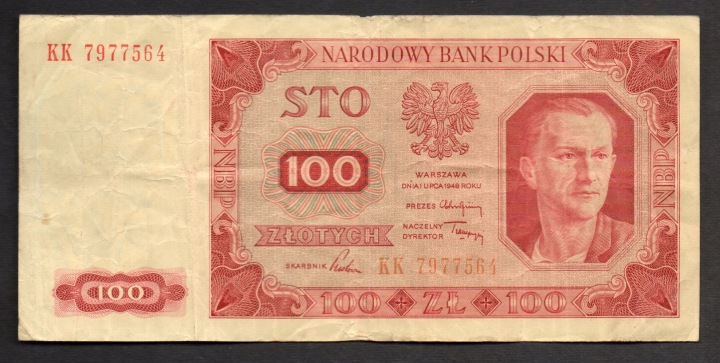 KK 7977564
NARODOWY BANK POLSKI
STO
100
WARSZAWA
DNIA 1 LIPCA 1948 ROKU
PREZES
NACZELNY
DYREKTOR
ZŁOTYCH
SKARBNIK
KK 7977564
NBP
NBP
100
100 ZŁ 100